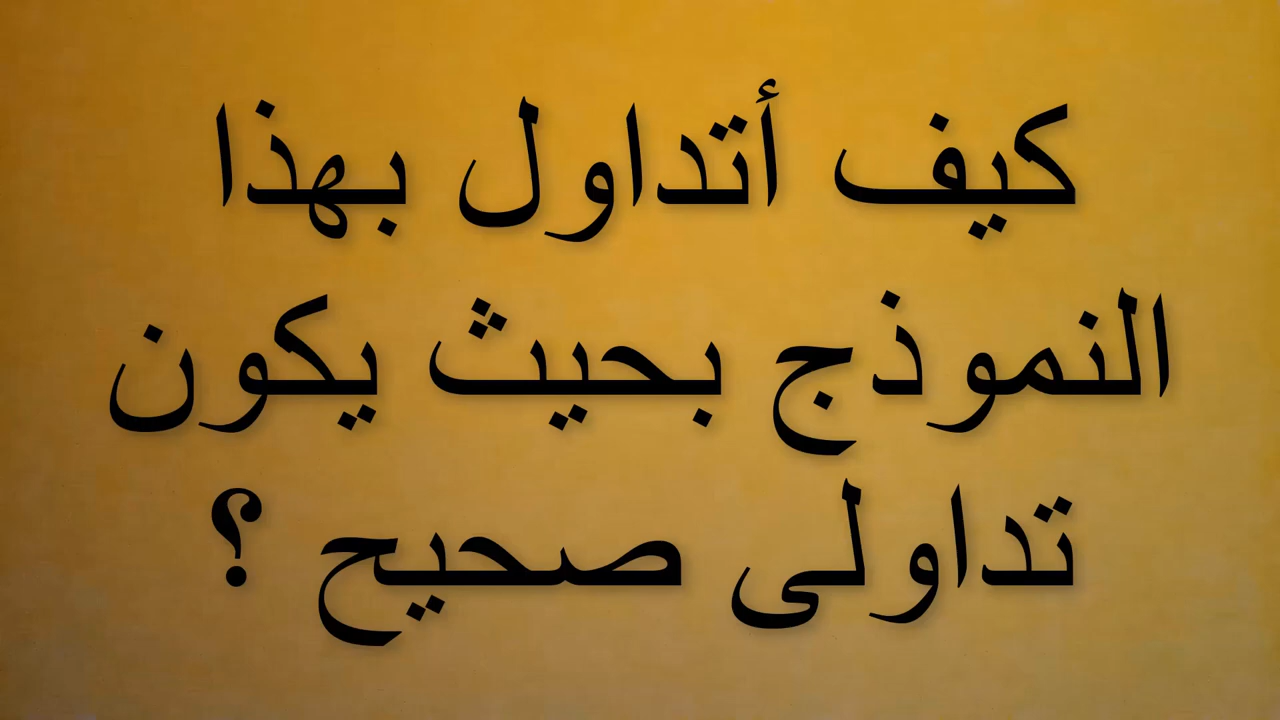 كيف أتداول بهذا
النموذج بحيث يكون
تداولى صحيح ؟